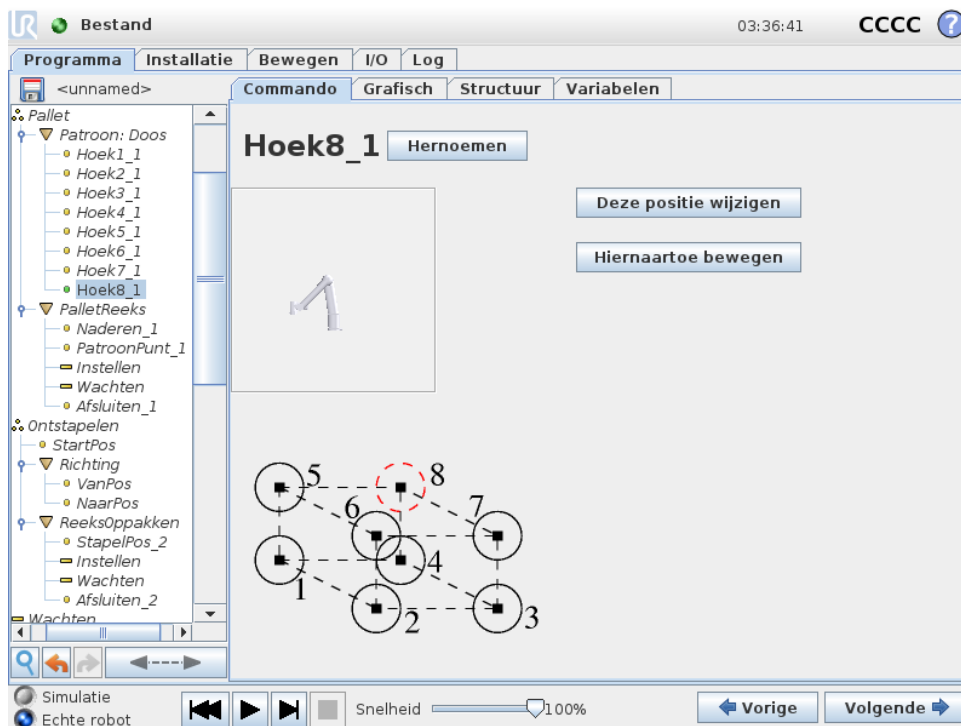 UR Bestand 03:36:41 CCCC ?
Programma Installatie Bewegen I/O Log
<unnamed> Commando Grafisch Structuur Variabelen
Pallet
Patroon: Doos
Hoek1_1
Hoek2_1
Hoek3_1
Hoek4_1
Hoek5_1
Hoek6_1
Hoek7_1
Hoek8_1
PalletReeks
Naderen_1
PatroonPunt_1
Instellen
Wachten
Afsluiten_1
Ontstapelen
StartPos
Richting
VanPos
NaarPos
ReeksOppakken
StapelPos_2
Instellen
Wachten
Afsluiten_2
Wachten
Hoek8_1 Hernoemen
Deze positie wijzigen
Hiernaartoe bewegen
5 8
6 7
1 4
2 3
Simulatie
Echte robot
Snelheid 100%
Vorige Volgende